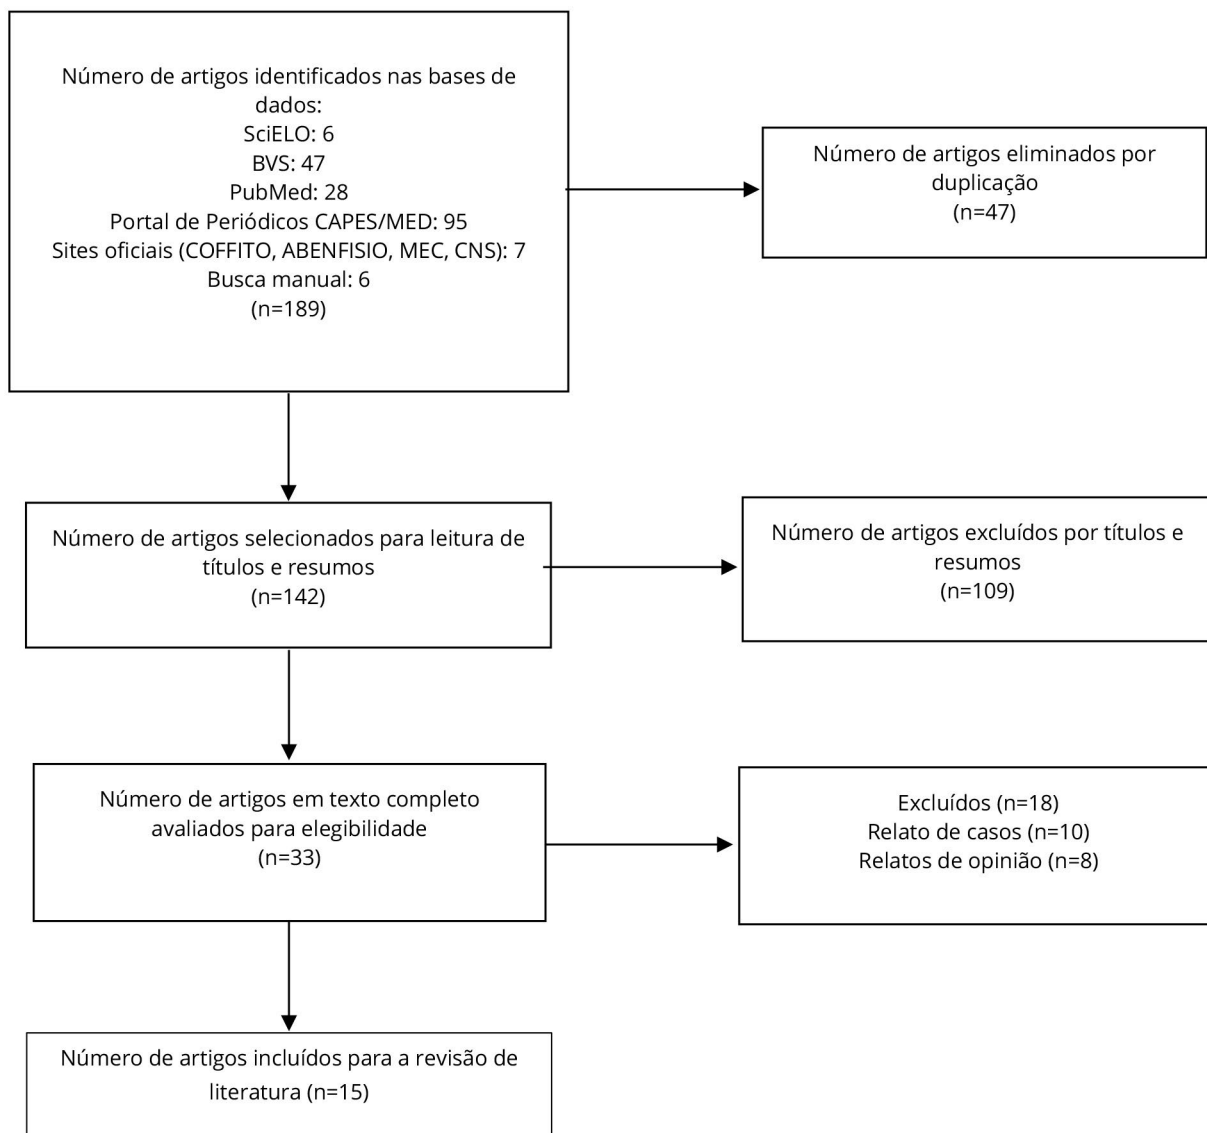 Número de artigos identificados nas bases de
dados:
SciELO: 6
BVS: 47
PubMed: 28
Portal de Periódicos CAPES/MED: 95
Sites oficiais (COFFITO, ABENFISIO, MEC, CNS): 7
Busca manual: 6
(n=189)
Número de artigos eliminados por
duplicação
(n=47)
Número de artigos selecionados para leitura de
títulos e resumos
(n=142)
Número de artigos excluídos por títulos e
resumos
(n=109)
Número de artigos em texto completo
avaliados para elegibilidade
(n=33)
Excluídos (n=18)
Relato de casos (n=10)
Relatos de opinião (n=8)
Número de artigos incluídos para a revisão de
literatura (n=15)